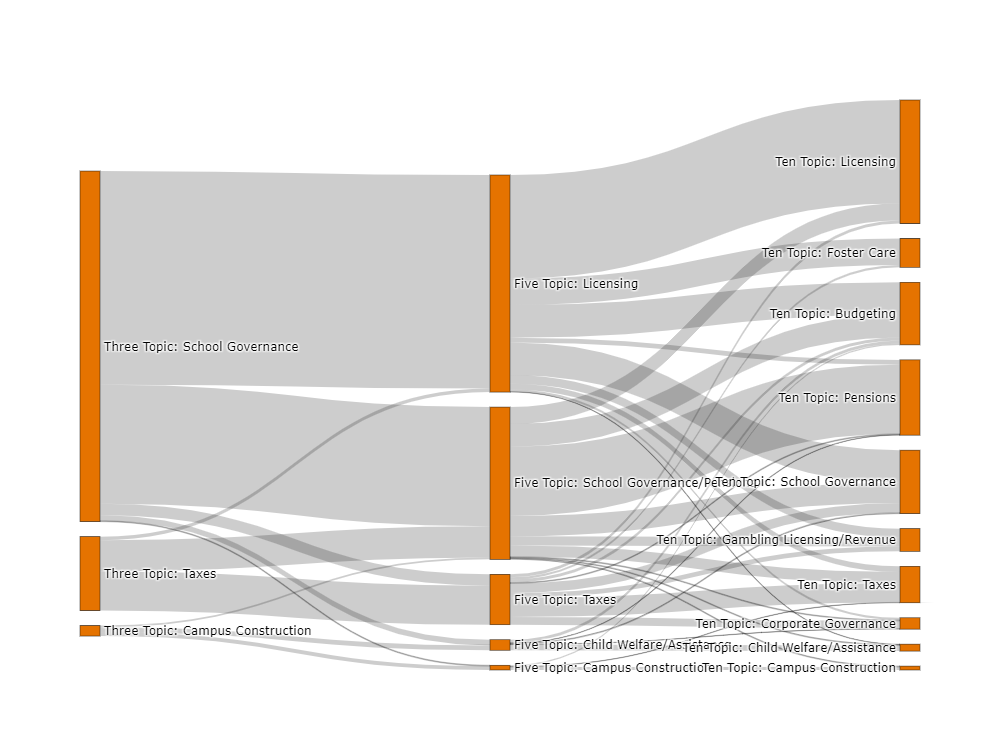 Three Topic: School Governance
Three Topic: Taxes
Three Topic: Campus Construction
Five Topic: Licensing
Five Topic: School Governance/Pe
Five Topic: Taxes
Five Topic: Child Welfare/Assistance
Five Topic: Campus Constructio
Ten Topic: Licensing
Ten Topic: Foster Care
Ten Topic: Budgeting
Ten Topic: Pensions
Ten Topic: School Governance
Ten Topic: Gambling Licensing/Revenue
Ten Topic: Taxes
Ten Topic: Corporate Governance
Ten Topic: Child Welfare/Assistance
Ten Topic: Campus Construction